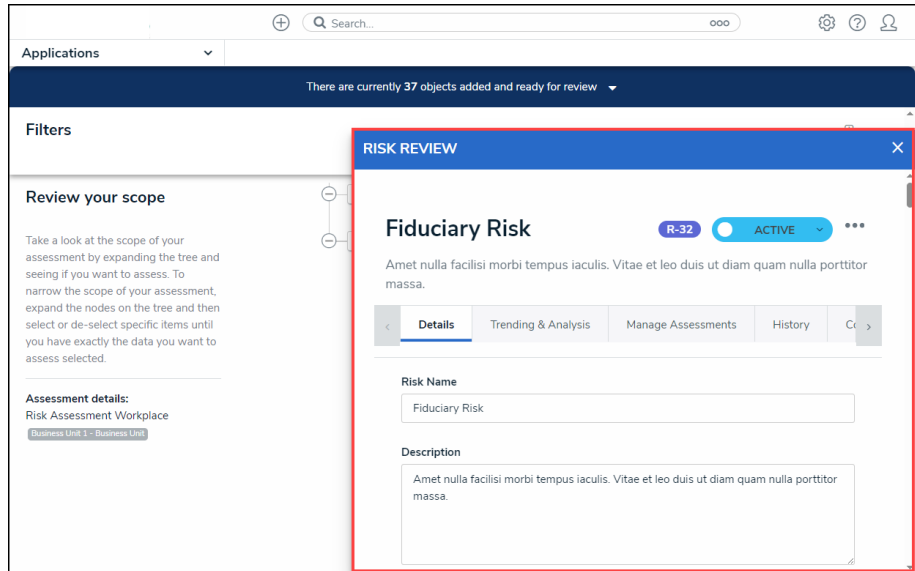 Search...
Applications
There are currently 37 objects added and ready for review
Filters
RISK REVIEW
Review your scope
Take a look at the scope of your
assessment by expanding the tree and
seeing if you want to assess. To
narrow the scope of your assessment,
expand the nodes on the tree and then
select or de-select specific items until
you have exactly the data you want to
assess selected.
Assessment details:
Risk Assessment Workplace
Business Unit 1 - Business Unit
Fiduciary Risk
R-32
ACTIVE
Amet nulla facilisi morbi tempus iaculis. Vitae et leo duis ut diam quam nulla porttitor
massa.
Details
Trending & Analysis
Manage Assessments
History
Risk Name
Fiduciary Risk
Description
Amet nulla facilisi morbi tempus iaculis. Vitae et leo duis ut diam quam nulla porttitor
massa.